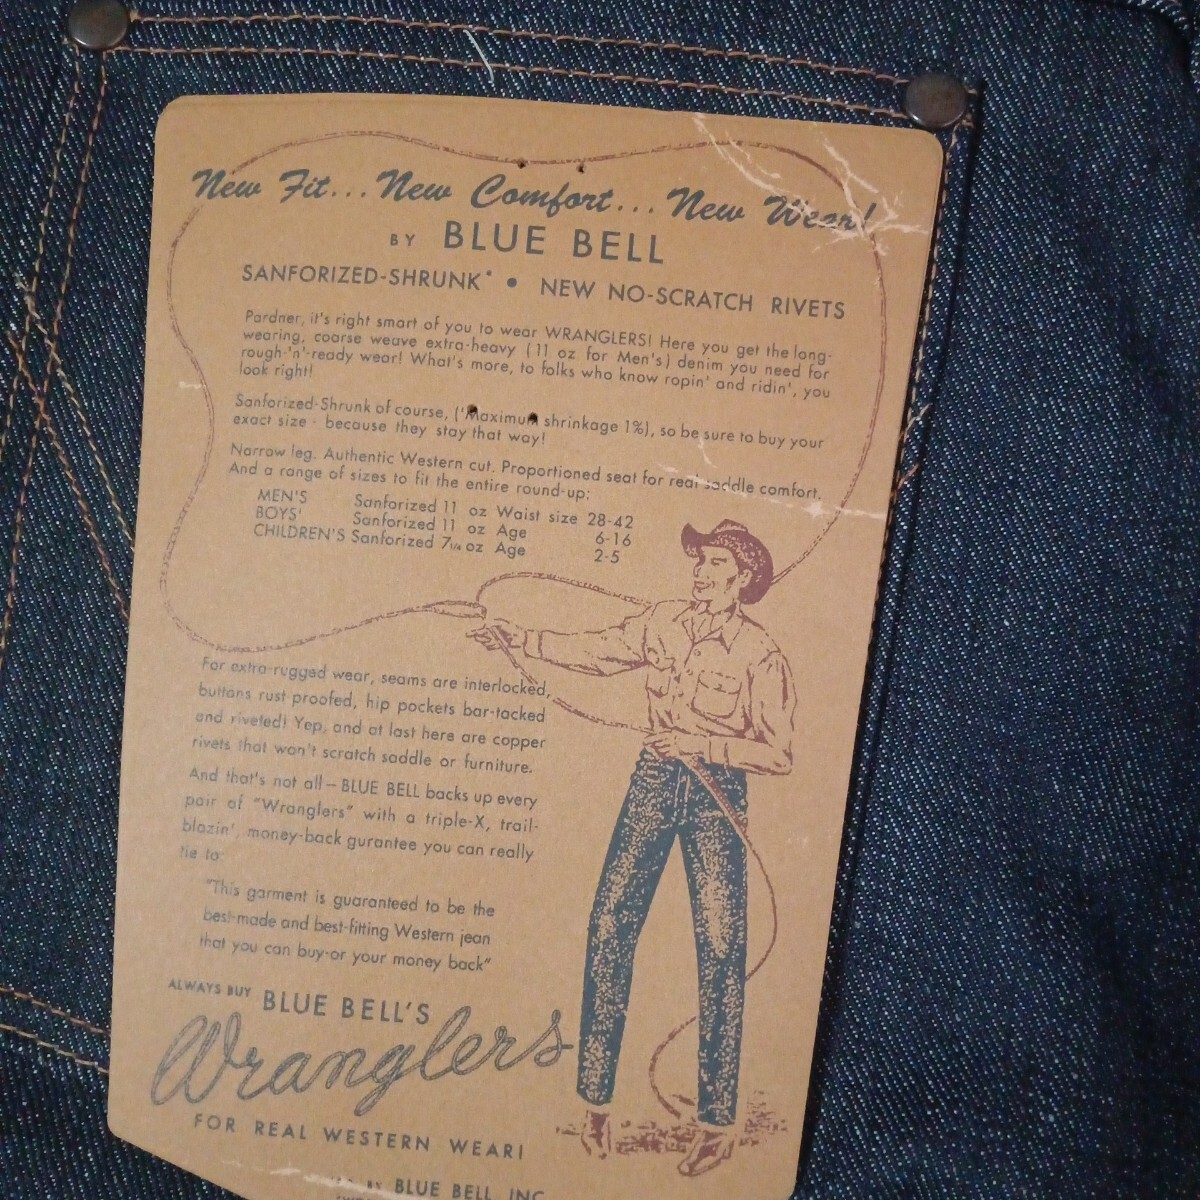 New Fit... New Comfort... New Wear!
BY BLUE BELL
SANFORIZED-SHRUNK* • NEW NO-SCRATCH RIVETS
Pardner, it's right smart of you to wear WRANGLERS! Here you get the long-
wearing, coarse weave extra-heavy (11 oz for Men's) denim you need for
rough-'n'-ready wear! What's more, to folks who know ropin' and ridin', you
look right!
Sanforized-Shrunk of course, ('Maximum shrinkage 1%), so be sure to buy your
exact size - because they stay that way!
Narrow leg. Authentic Western cut. Proportioned seat for real saddle comfort.
And a range of sizes to fit the entire round-up:
MEN'S Sanforized 11 oz Waist size 28-42
BOYS' Sanforized 11 oz Age 6-16
CHILDREN'S Sanforized 7 1/4 oz Age 2-5
For extra-rugged wear, seams are interlocked,
buttons rust proofed, hip pockets bar-tacked
and riveted! Yep, and at last here are copper
rivets that won't scratch saddle or furniture.
And that's not all – BLUE BELL backs up every
pair of "Wranglers" with a triple-X, trail-
blazin', money-back gurantee you can really
tie to:
"This garment is guaranteed to be the
best-made and best-fitting Western jean
that you can buy-or your money back"
ALWAYS BUY BLUE BELL'S
Wranglers
FOR REAL WESTERN WEAR!
BY BLUE BELL, INC